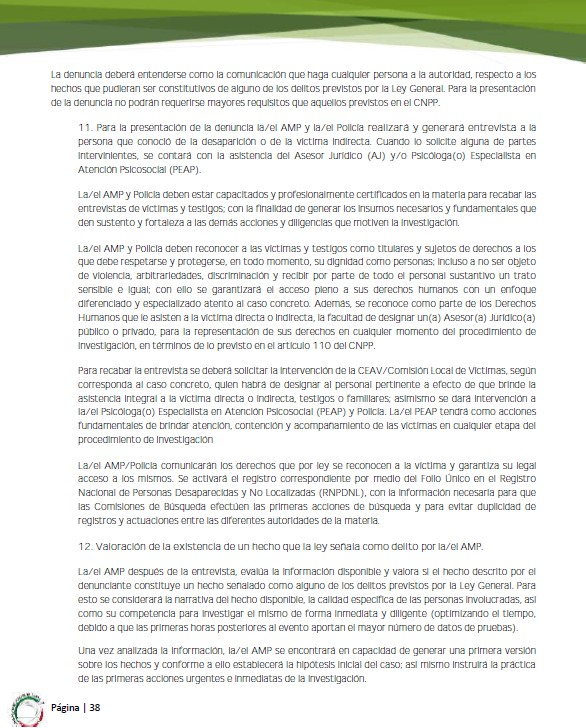 La denuncia deberá entenderse como la comunicación que haga cualquier persona a la autoridad, respecto a los
hechos que pudieran ser constitutivos de alguno de los delitos previstos por la Ley General. Para la presentación
de la denuncia no podrán requerirse mayores requisitos que aquellos previstos en el CNPP.
11. Para la presentación de la denuncia la/el AMP y la/el Policía realizará y generará entrevista a la
persona que conoció de la desaparición o de la víctima indirecta. Cuando lo solicite alguna de partes
intervinientes, se contará con la asistencia del Asesor Jurídico (AJ) y/o Psicóloga(o) Especialista en
Atención Psicosocial (PEAP).
La/el AMP y Policía deben estar capacitados y profesionalmente certificados en la materia para recabar las
entrevistas de víctimas y testigos; con la finalidad de generar los insumos necesarios y fundamentales que
den sustento y fortaleza a las demás acciones y diligencias que motiven la investigación.
La/el AMP y Policía deben reconocer a las víctimas y testigos como titulares y sujetos de derechos a los
que debe respetarse y protegerse, en todo momento, su dignidad como personas; incluso a no ser objeto
de violencia, arbitrariedades, discriminación y recibir por parte de todo el personal sustantivo un trato
sensible e igual; con ello se garantizará el acceso pleno a sus derechos humanos con un enfoque
diferenciado y especializado atento al caso concreto. Además, se reconoce como parte de los Derechos
Humanos que le asisten a la víctima directa o indirecta, la facultad de designar un(a) Asesor(a) Jurídico(a)
público o privado, para la representación de sus derechos en cualquier momento del procedimiento de
investigación, en términos de lo previsto en el artículo 110 del CNPP.
Para recabar la entrevista se deberá solicitar la intervención de la CEAV/Comisión Local de Víctimas, según
corresponda al caso concreto, quien habrá de designar al personal pertinente a efecto de que brinde la
asistencia integral a la víctima directa o indirecta, testigos o familiares; asimismo se dará intervención a
la/el Psicóloga(o) Especialista en Atención Psicosocial (PEAP) y Policía. La/el PEAP tendrá como acciones
fundamentales de brindar atención, contención y acompañamiento de las víctimas en cualquier etapa del
procedimiento de investigación
La/el AMP/Policía comunicarán los derechos que por ley se reconocen a la víctima y garantiza su legal
acceso a los mismos. Se activará el registro correspondiente por medio del Folio Único en el Registro
Nacional de Personas Desaparecidas y No Localizadas (RNPDNL), con la información necesaria para que
las Comisiones de Búsqueda efectúen las primeras acciones de búsqueda y para evitar duplicidad de
registros y actuaciones entre las diferentes autoridades de la materia.
12. Valoración de la existencia de un hecho que la ley señala como delito por la/el AMP.
La/el AMP después de la entrevista, evalúa la información disponible y valora si el hecho descrito por el
denunciante constituye un hecho señalado como alguno de los delitos previstos por la Ley General. Para
esto se considerará la narrativa del hecho disponible, la calidad específica de las personas involucradas, así
como su competencia para investigar el mismo de forma inmediata y diligente (optimizando el tiempo,
debido a que las primeras horas posteriores al evento aportan el mayor número de datos de pruebas).
Una vez analizada la información, la/el AMP se encontrará en capacidad de generar una primera versión
sobre los hechos y conforme a ello establecerá la hipótesis inicial del caso; así mismo instruirá la práctica
de las primeras acciones urgentes e inmediatas de la investigación.
Página | 38